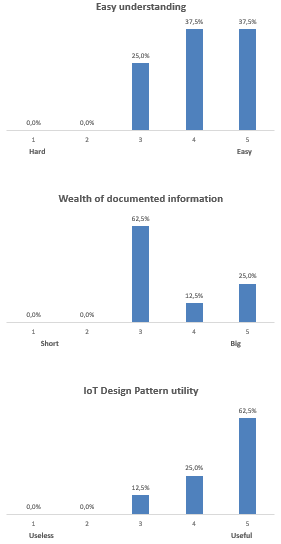 Easy understanding
37,5% 37,5%
25,0%
0,0% 0,0%
1 2 3 4 5
Hard Easy
Wealth of documented information
62,5%
25,0%
12,5%
0,0% 0,0%
1 2 3 4 5
Short Big
IoT Design Pattern utility
62,5%
25,0%
12,5%
0,0% 0,0%
1 2 3 4 5
Useless Useful